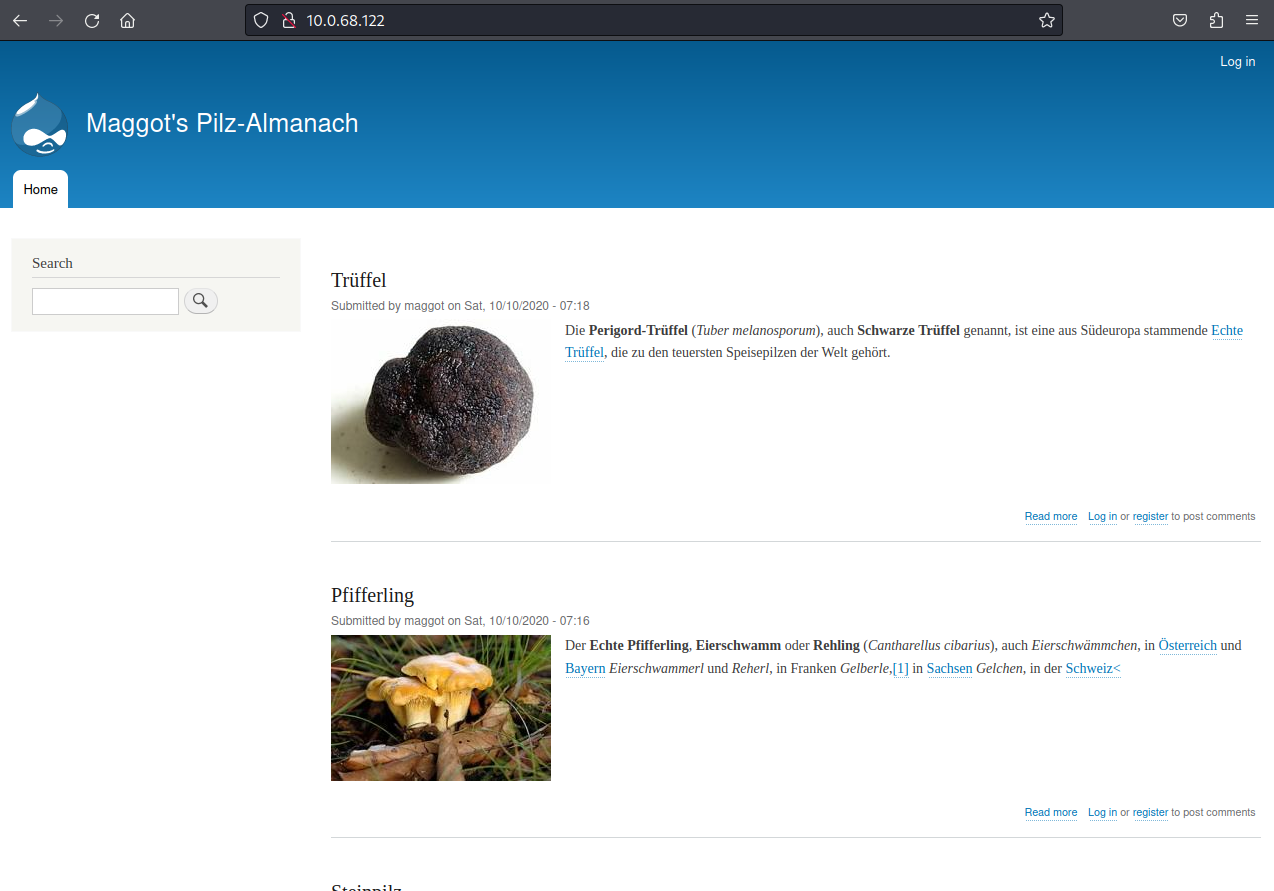 10.0.68.122
Log in
Maggot's Pilz-Almanach
Home
Search
Trüffel
Submitted by maggot on Sat, 10/10/2020 - 07:18
Die Perigord-Trüffel (Tuber melanosporum), auch Schwarze Trüffel genannt, ist eine aus Südeuropa stammende Echte
Trüffel, die zu den teuersten Speisepilzen der Welt gehört.
Read more Log in or register to post comments
Pfifferling
Submitted by maggot on Sat, 10/10/2020 - 07:16
Der Echte Pfifferling, Eierschwamm oder Rehling (Cantharellus cibarius), auch Eierschwämmchen, in Österreich und
Bayern Eierschwammerl und Reherl, in Franken Gelberle,[1] in Sachsen Gelchen, in der Schweiz<
Read more Log in or register to post comments
Steinpilz